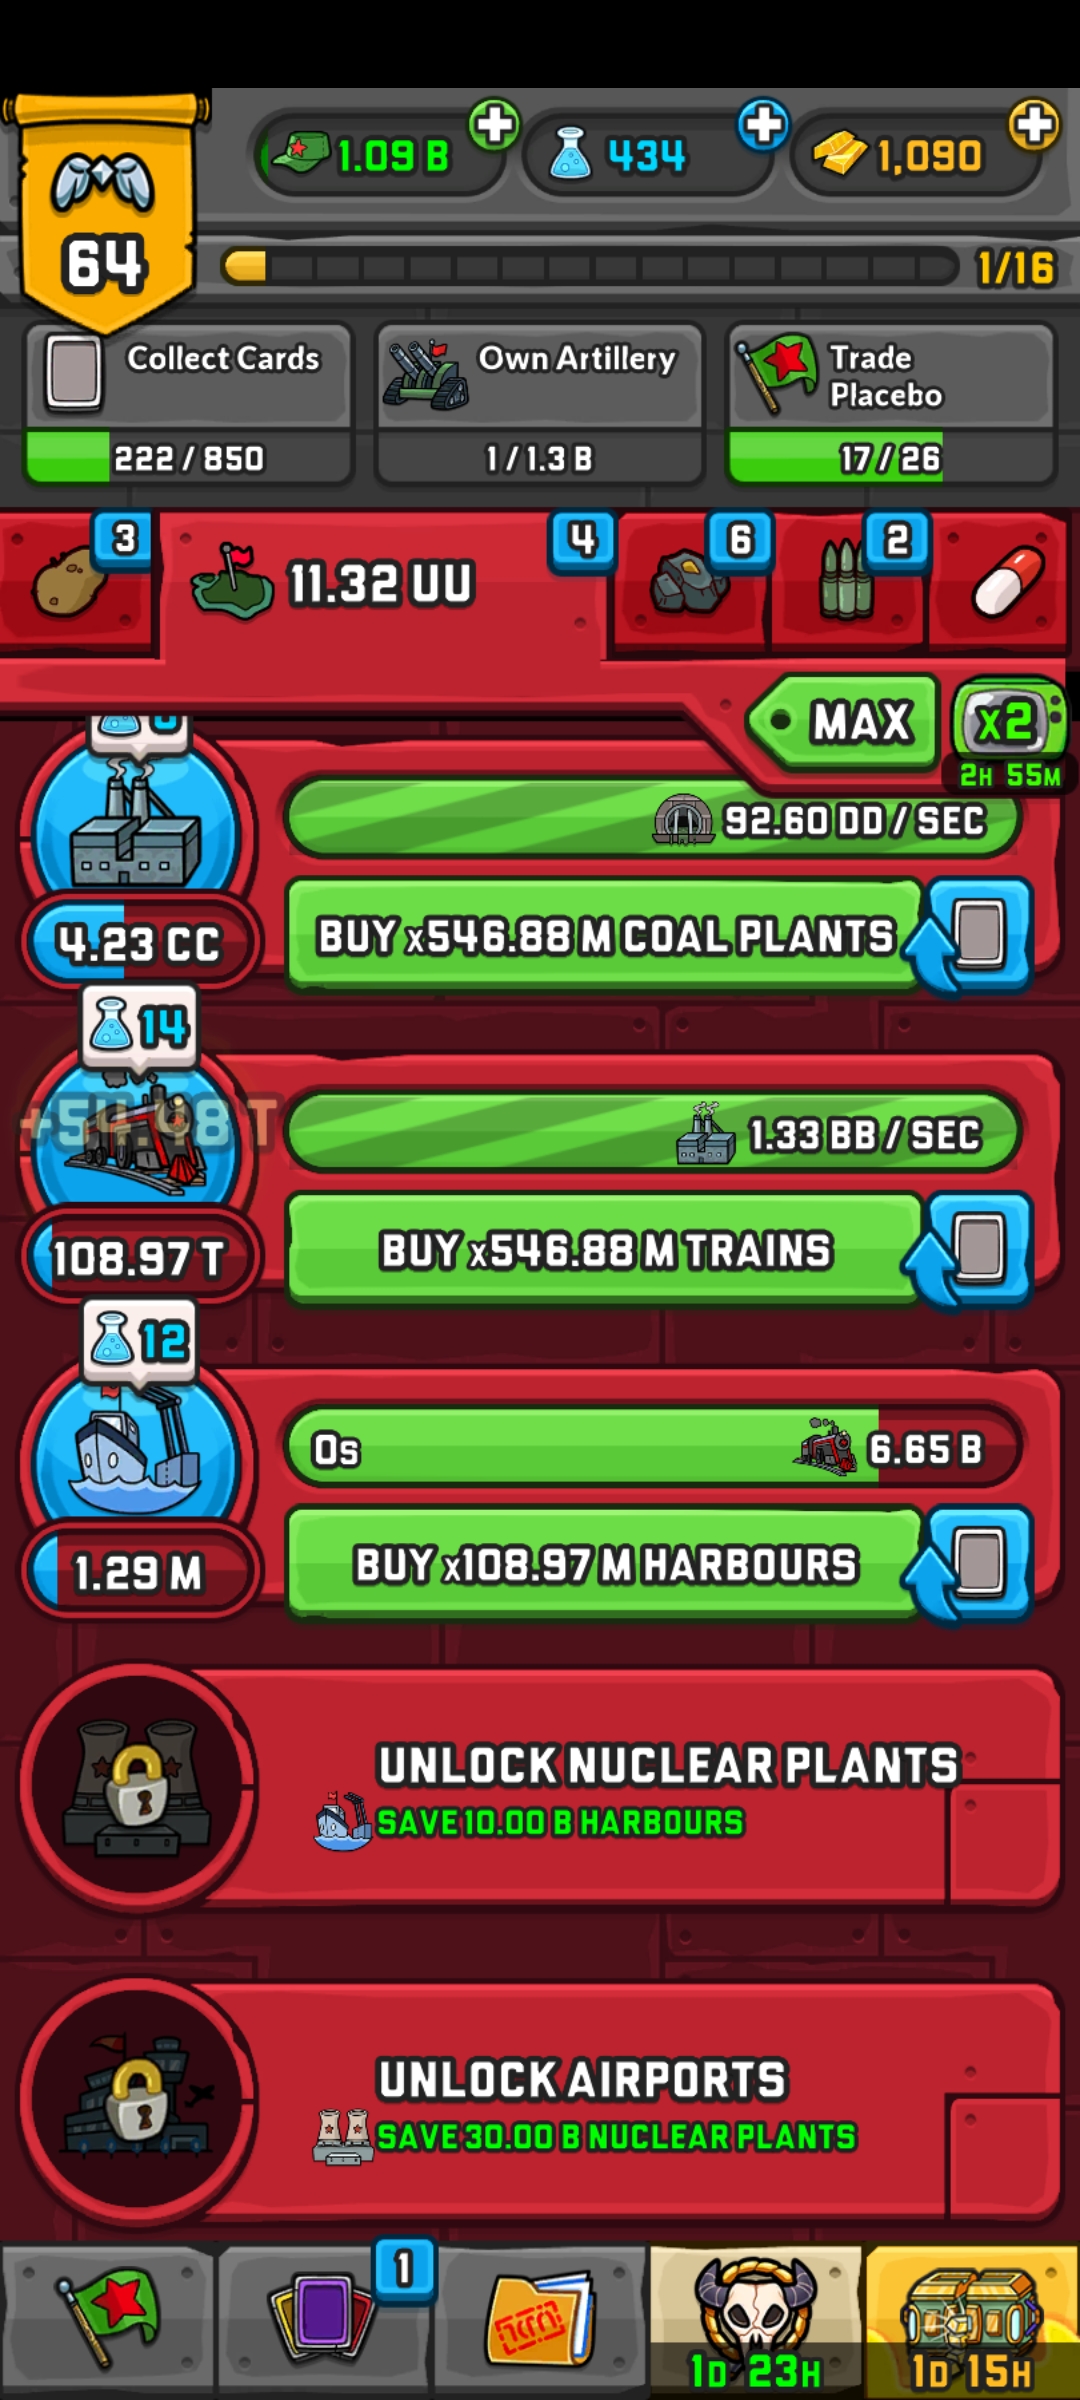 64
1.09 B
434
1,090
1/16
Collect Cards
222 / 850
Own Artillery
1 / 1.3 B
Trade
Placebo
17 / 26
3
11.32 UU
4
6
2
MAX
x2
2H 55M
92.60 DD / SEC
4.23 CC
BUY x546.88 M COAL PLANTS
14
1.33 BB / SEC
108.97 T
BUY x546.88 M TRAINS
12
0s
6.65 B
1.29 M
BUY x108.97 M HARBOURS
UNLOCK NUCLEAR PLANTS
SAVE 10.00 B HARBOURS
UNLOCK AIRPORTS
SAVE 30.00 B NUCLEAR PLANTS
1
1D 23H
1D 15H